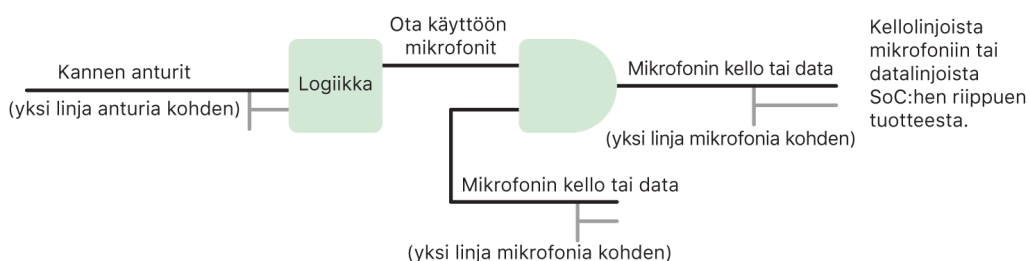 Kannen anturit
(yksi linja anturia kohden)
Logiikka
Ota käyttöön
mikrofonit
Mikrofonin kello tai data
(yksi linja mikrofonia kohden)
Mikrofonin kello tai data
(yksi linja mikrofonia kohden)
Kellolinjoista
mikrofoniin tai
datalinjoista
SoC:hen riippuen
tuotteesta.